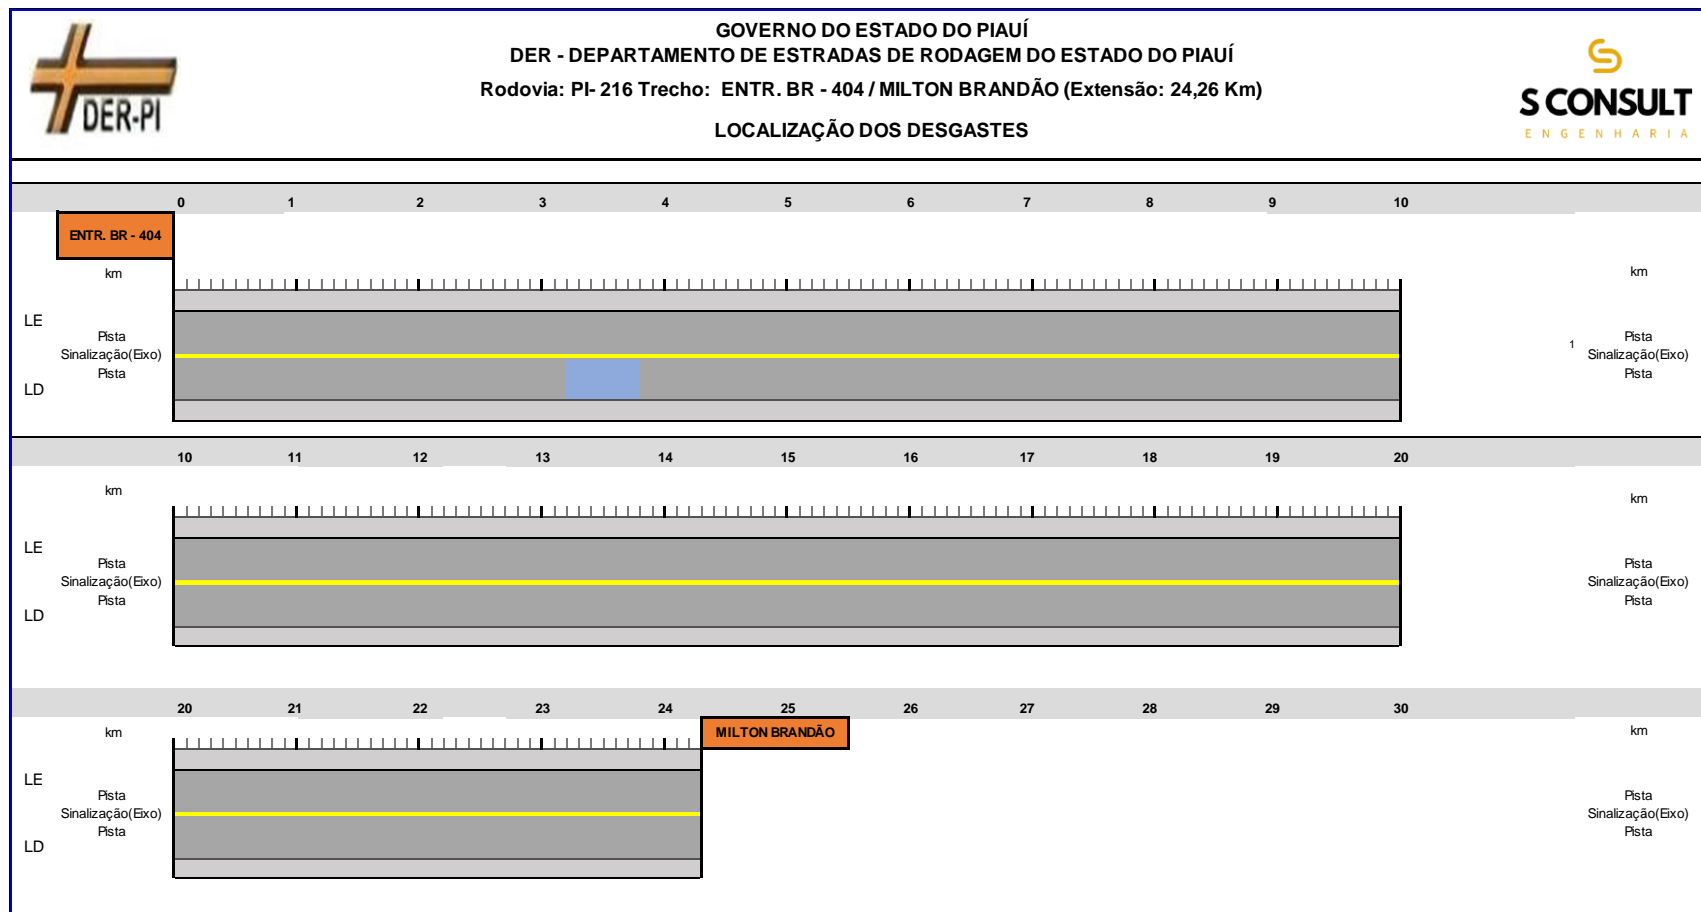 GOVERNO DO ESTADO DO PIAUÍ
DER - DEPARTAMENTO DE ESTRADAS DE RODAGEM DO ESTADO DO PIAUÍ
Rodovia: PI- 216 Trecho: ENTR. BR - 404 / MILTON BRANDÃO (Extensão: 24,26 Km)
LOCALIZAÇÃO DOS DESGASTES
DER-PI
S CONSULT
ENGENHARIA
0 1 2 3 4 5 6 7 8 9 10
ENTR. BR - 404
km km
LE
Pista Pista
Sinalização(Eixo) 1 Sinalização(Eixo)
Pista Pista
LD
10 11 12 13 14 15 16 17 18 19 20
km km
LE
Pista Pista
Sinalização(Eixo) Sinalização(Eixo)
Pista Pista
LD
20 21 22 23 24 25 26 27 28 29 30
km MILTON BRANDÃO km
LE
Pista Pista
Sinalização(Eixo) Sinalização(Eixo)
Pista Pista
LD